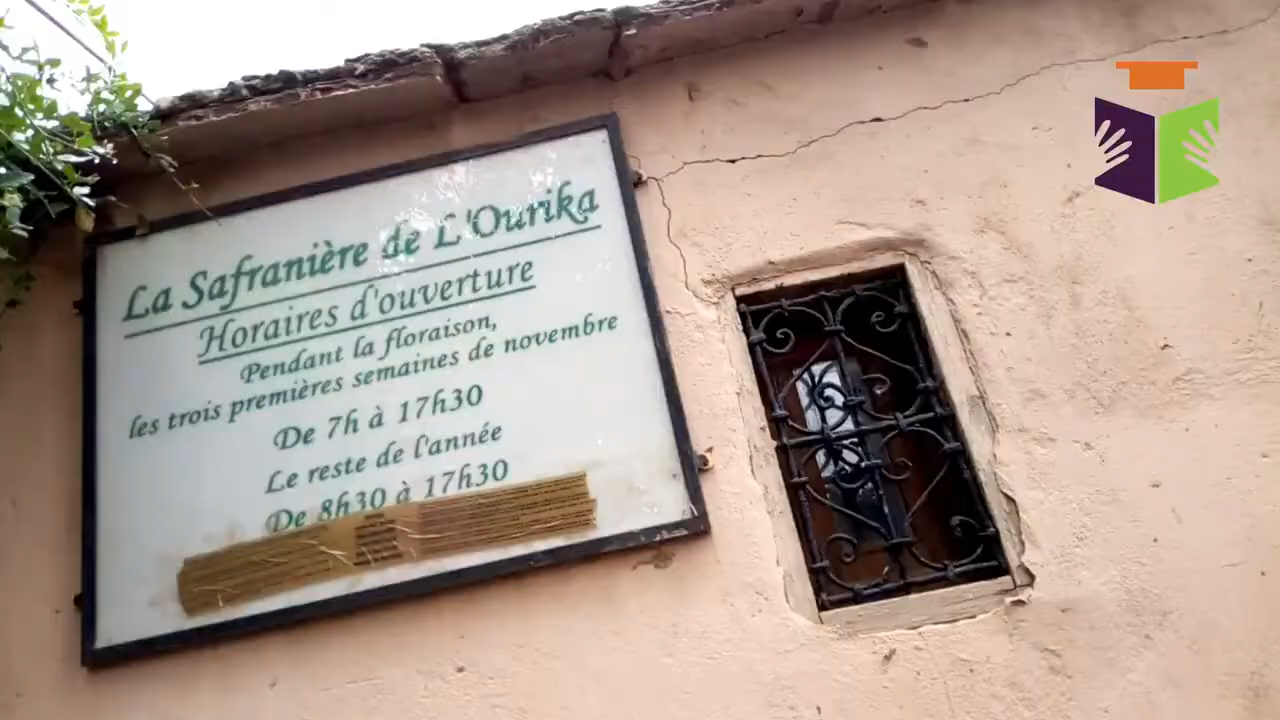 La Safranière de L'Ourika
Horaires d'ouverture
Pendant la floraison,
les trois premières semaines de novembre
De 7h à 17h30
Le reste de l'année
De 8h30 à 17h30